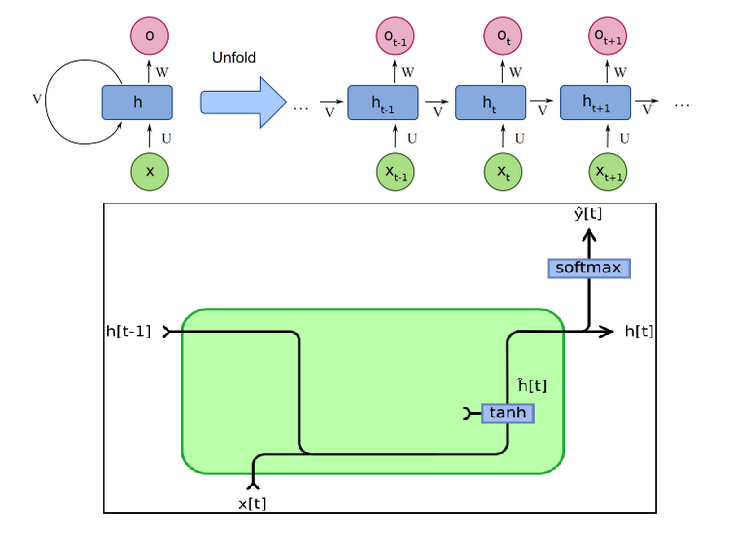 o
o_{t-1}
o_t
o_{t+1}
Unfold
W
W
W
W
V
h
...
V
h_{t-1}
V
h_t
V
h_{t+1}
V
...
U
U
U
U
x
x_{t-1}
x_t
x_{t+1}
ŷ[t]
softmax
h[t-1]
h[t]
h̃[t]
tanh
x[t]